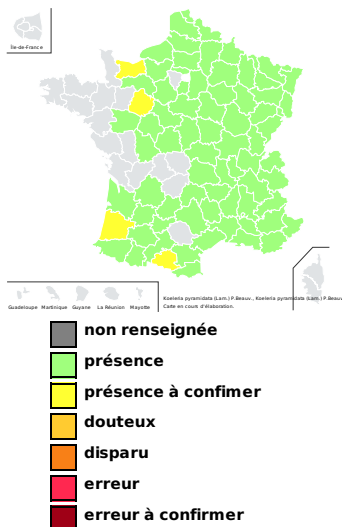 Île-de-France
Guadeloupe Martinique Guyane La Réunion Mayotte
Koeleria pyramidata (Lam.) P.Beauv., Koeleria pyramidata (Lam.) P.Beauv
Carte en cours d'élaboration.
non renseignée
présence
présence à confimer
douteux
disparu
erreur
erreur à confirmer